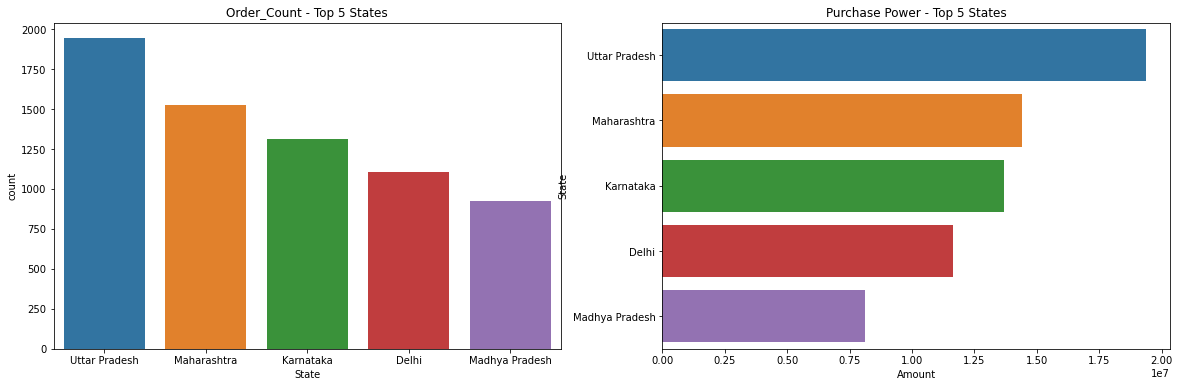 Order_Count - Top 5 States
2000
1750
1500
1250
1000
750
500
250
0
count
Uttar Pradesh Maharashtra Karnataka Delhi Madhya Pradesh
State
Purchase Power - Top 5 States
State
Uttar Pradesh
Maharashtra
Karnataka
Delhi
Madhya Pradesh
0.00 0.25 0.50 0.75 1.00 1.25 1.50 1.75 2.00
1e7
Amount